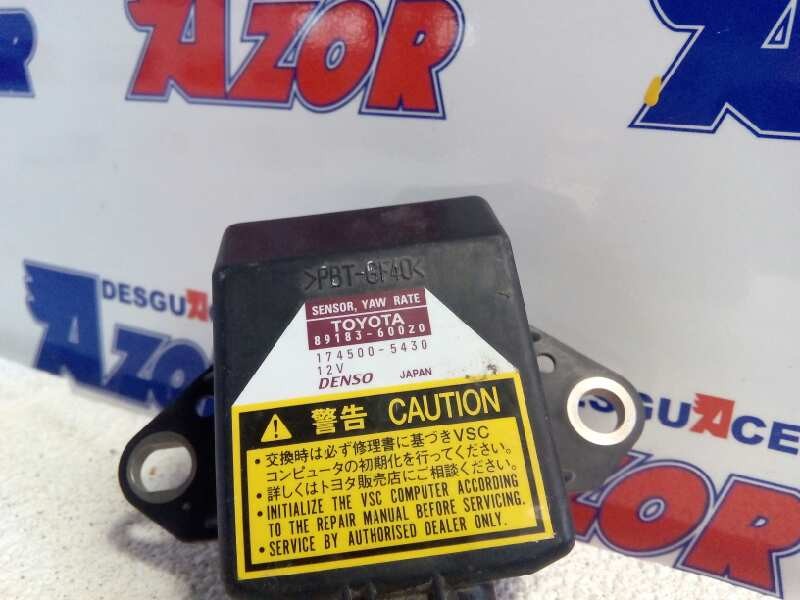 AZOR
AZOR
DESGUACE
DESGUACE
AZOR
>PBT-GF40<
SENSOR, YAW RATE
TOYOTA
89183-60020
174500-5430
12V
DENSO JAPAN
警告 CAUTION
・交換時は必ず修理書に基づきVSC
コンピュータの初期化を行ってください。
・詳しくはトヨタ販売店にご相談ください。
・INITIALIZE THE VSC COMPUTER ACCORDING
TO THE REPAIR MANUAL BEFORE SERVICING.
・SERVICE BY AUTHORISED DEALER ONLY.